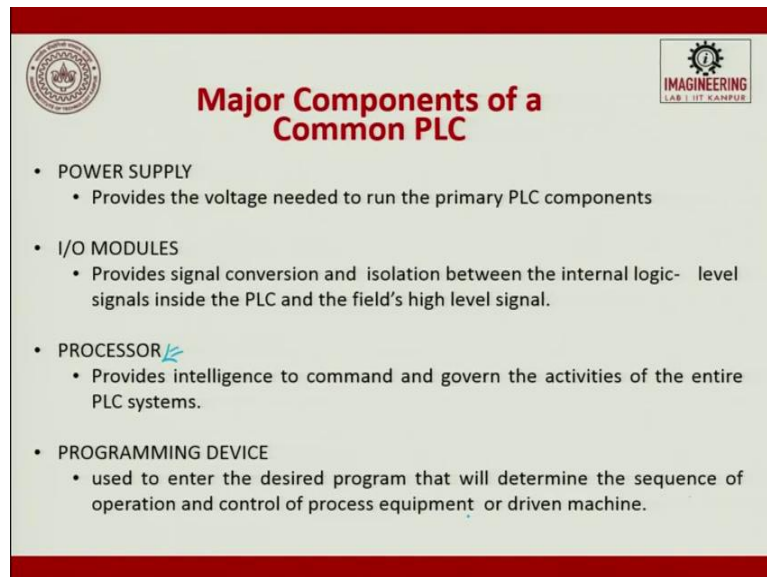 IMAGINEERING
LAB | IIT KANPUR
Major Components of a
Common PLC
• POWER SUPPLY
• Provides the voltage needed to run the primary PLC components
• I/O MODULES
• Provides signal conversion and isolation between the internal logic- level
signals inside the PLC and the field's high level signal.
• PROCESSOR
• Provides intelligence to command and govern the activities of the entire
PLC systems.
• PROGRAMMING DEVICE
• used to enter the desired program that will determine the sequence of
operation and control of process equipment or driven machine.